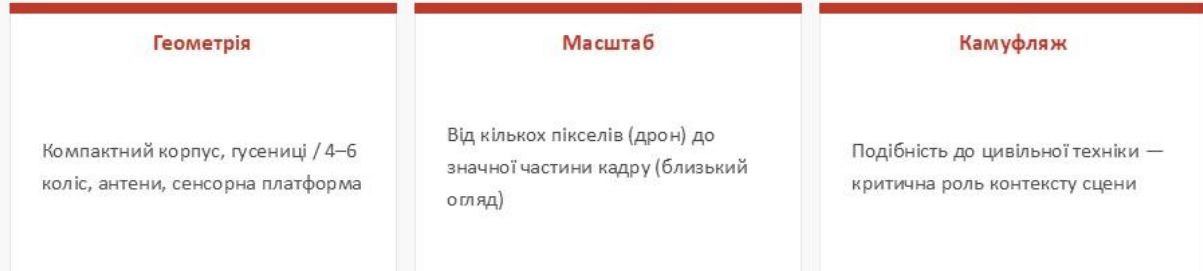 Геометрія
Компактний корпус, гусениці / 4–6
коліс, антени, сенсорна платформа
Масштаб
Від кількох пікселів (дрон) до
значної частини кадру (близький
огляд)
Камуфляж
Подібність до цивільної техніки —
критична роль контексту сцени